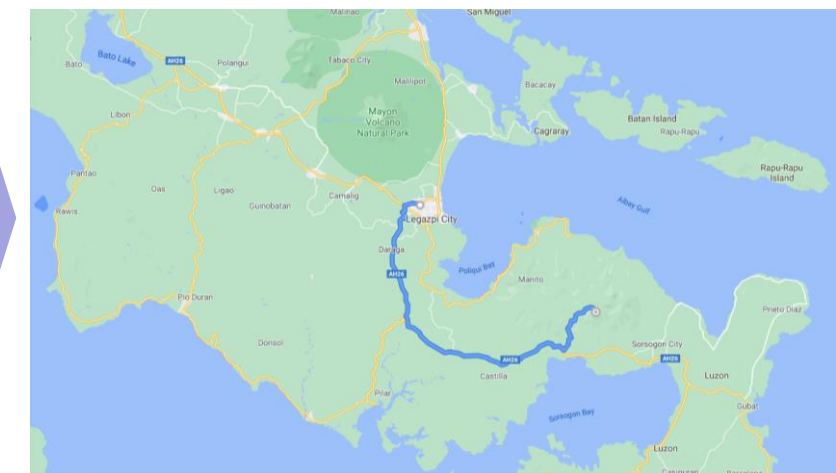 San Miguel
Malinao
Bato Lake
AH26
Bato
Polangui
Tabaco City
Malilipot
Bacacay
Libon
Mayon
Volcano
Natural Park
Batan Island
Rapu-Rapu
Cagraray
Pantao
Oas
Ligao
Camalig
Rapu-Rapu
Island
Rawis
Guinobatan
Legazpi City
Albay Gulf
Daraga
AH26
Poliqui Bay
Manito
Pio Duran
Prieto Diaz
Donsol
Sorsogon City
AH26
AH26
Castilla
Luzon
Pilar
Gubat
Sorsogon Bay
Luzon